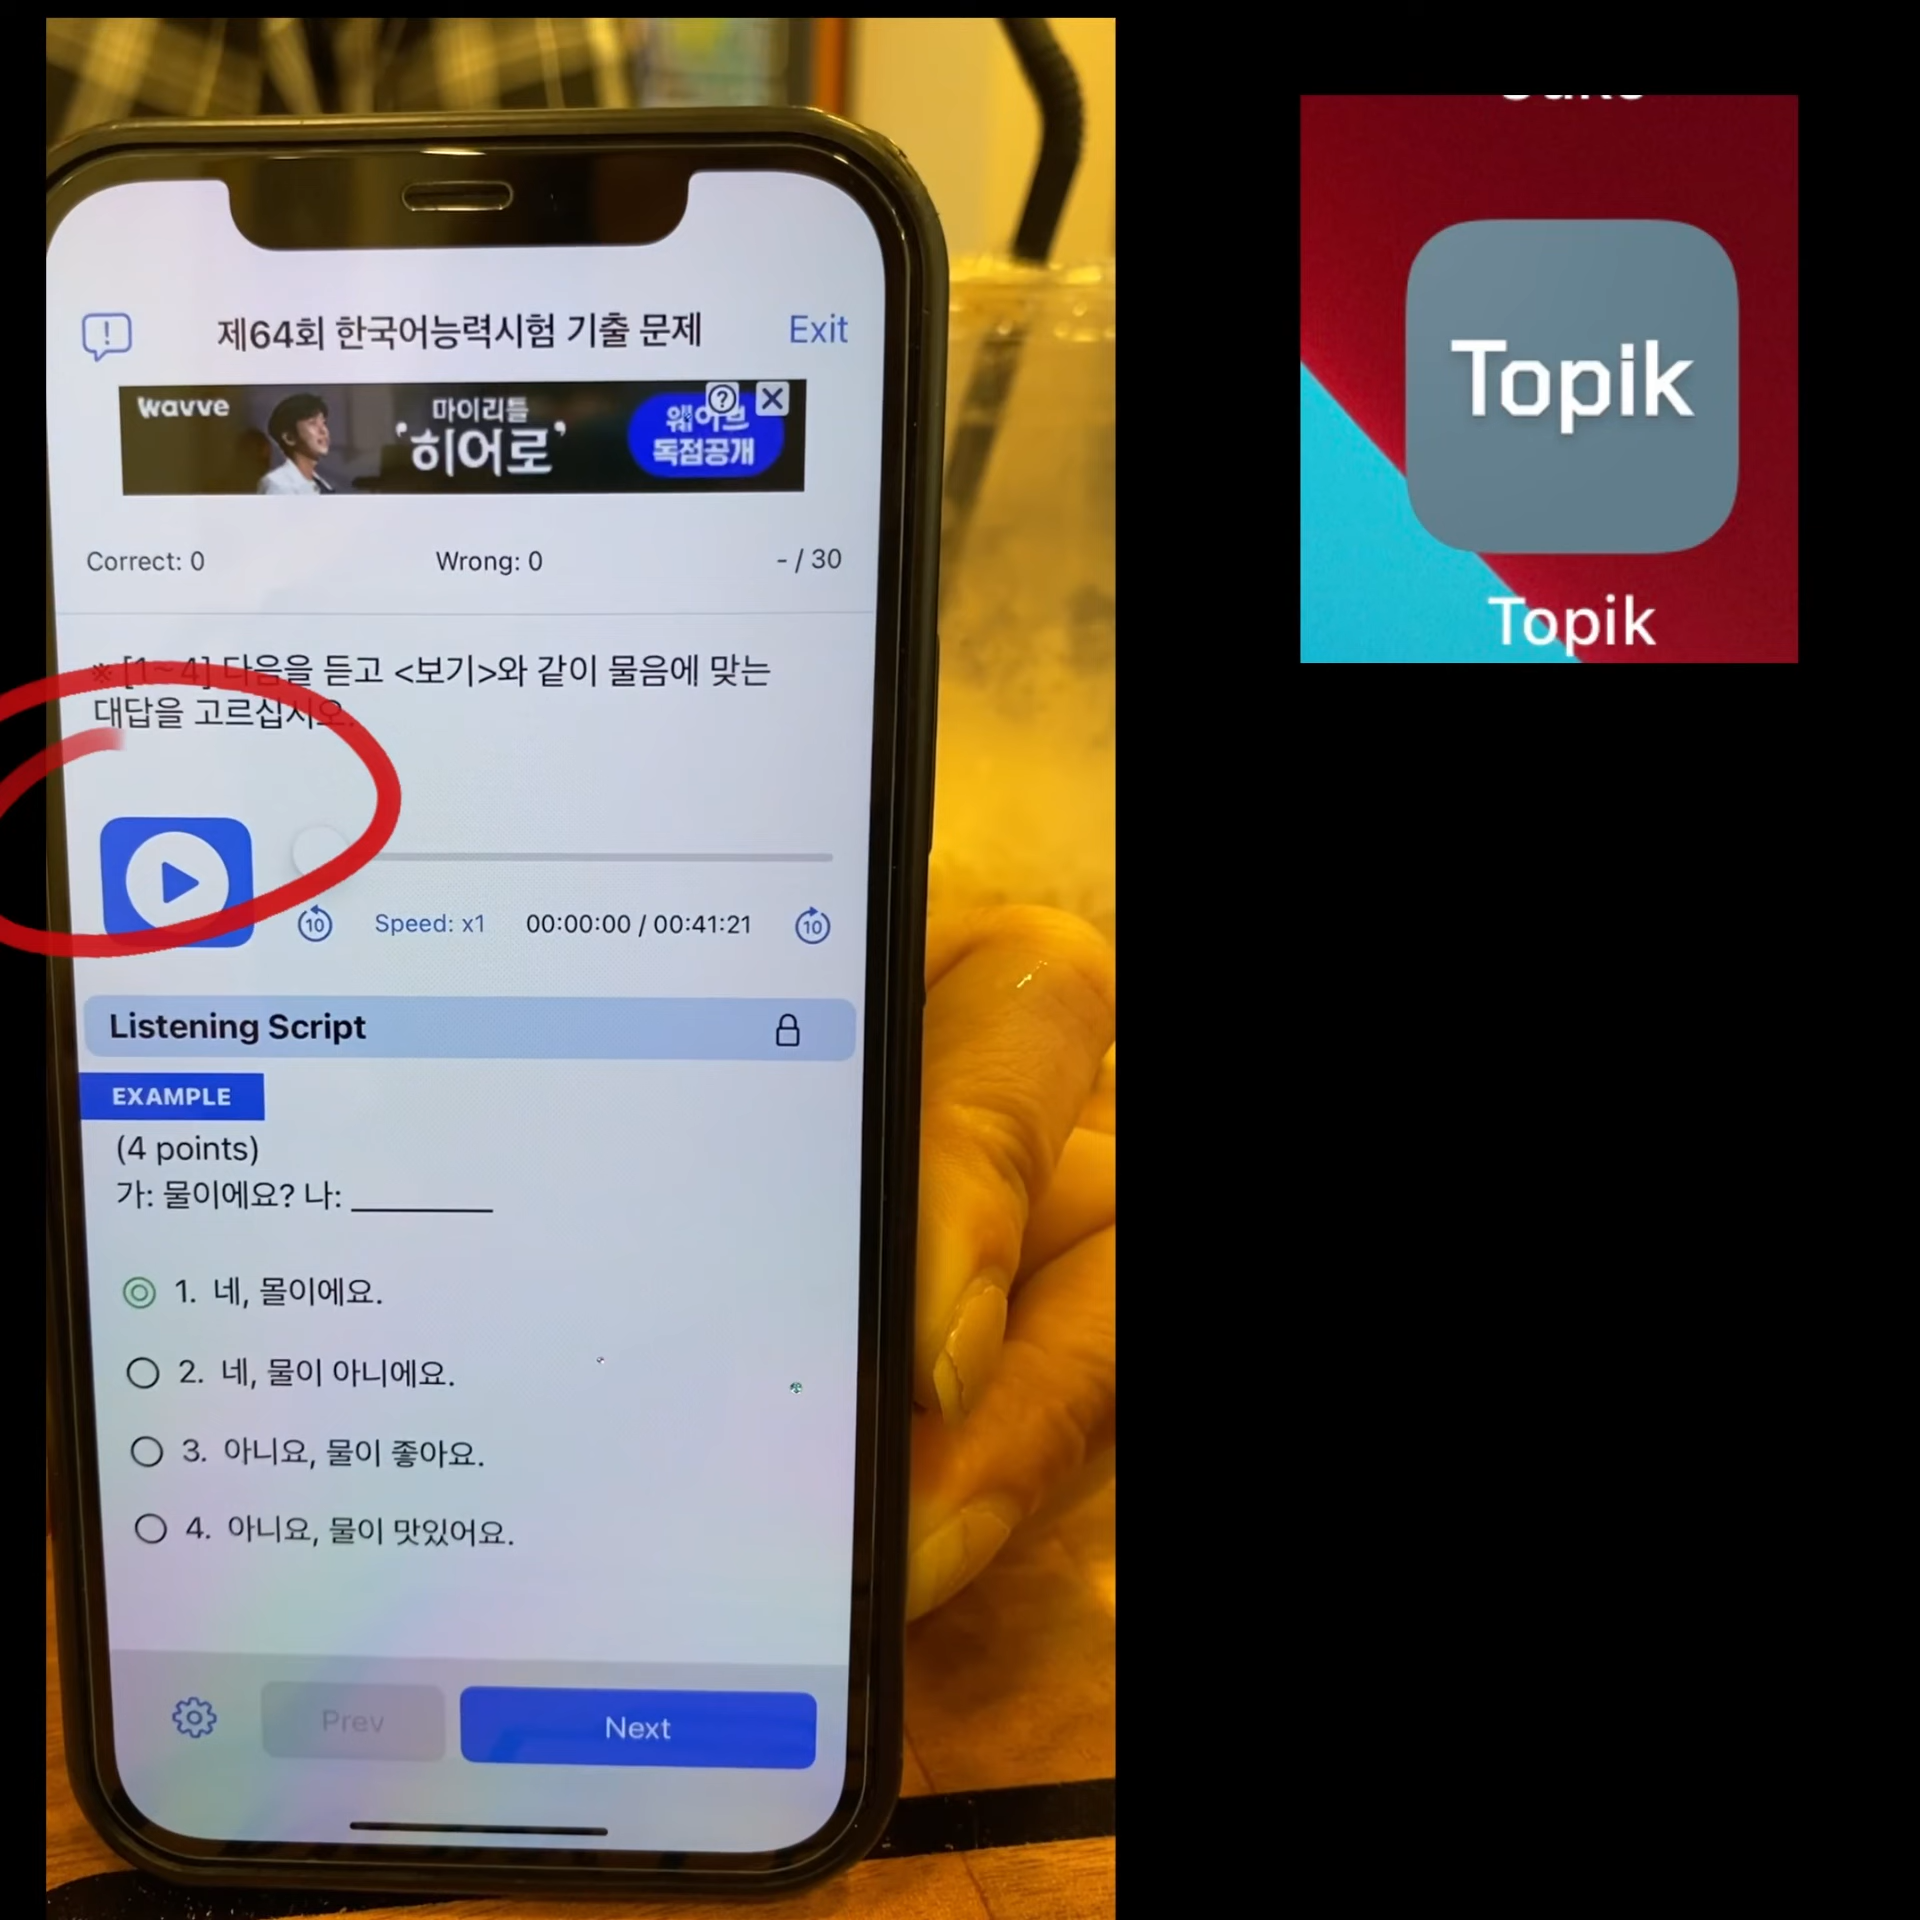 제64회 한국어능력시험 기출 문제
Exit
wavve
마이리틀
'히어로'
웨이브
독점공개
Correct: 0
Wrong: 0
- / 30
※ [1~4] 다음을 듣고 <보기>와 같이 물음에 맞는
대답을 고르십시오.
10
Speed: x1
00:00:00 / 00:41:21
10
Listening Script
EXAMPLE
(4 points)
가: 물이에요? 나: __________
1. 네, 몰이에요.
2. 네, 물이 아니에요.
3. 아니요, 물이 좋아요.
4. 아니요, 물이 맛있어요.
Prev
Next
Topik
Topik